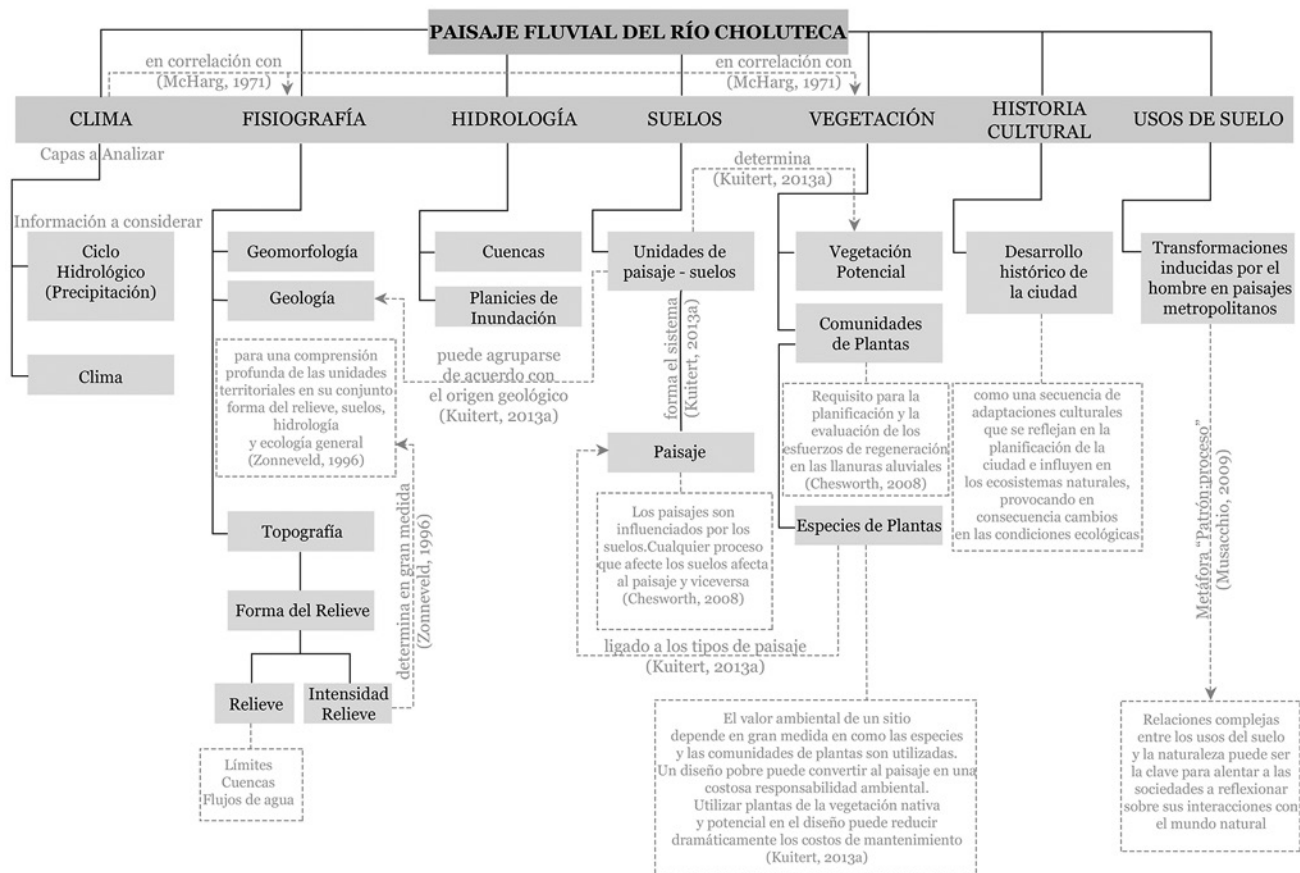 PAISAJE FLUVIAL DEL RÍO CHOLUTECA
en correlación con
(McHarg, 1971)
en correlación con
(McHarg, 1971)
CLIMA
FISIOGRAFÍA
HIDROLOGÍA
SUELOS
VEGETACIÓN
HISTORIA
CULTURAL
USOS DE SUELO
Capas a Analizar
Información a considerar
Ciclo
Hidrológico
(Precipitación)
Clima
Geomorfología
Geología
para una comprensión
profunda de las unidades
territoriales en su conjunto
forma del relieve, suelos,
hidrología
y ecología general
(Zonneveld, 1996)
Topografía
Forma del Relieve
Relieve
Intensidad
Relieve
Límites
Cuencas
Flujos de agua
determina en gran medida
(Zonneveld, 1996)
Cuencas
Planicies de
Inundación
puede agruparse
de acuerdo con
el origen geológico
(Kuitert, 2013a)
determina
(Kuitert, 2013a)
Unidades de
paisaje - suelos
forma el sistema
(Kuitert, 2013a)
Paisaje
Los paisajes son
influenciados por los
suelos.Cualquier proceso
que afecte los suelos afecta
al paisaje y viceversa
(Chesworth, 2008)
ligado a los tipos de paisaje
(Kuitert, 2013a)
Vegetación
Potencial
Comunidades
de Plantas
Requisito para la
planificación y la
evaluación de los
esfuerzos de regeneración
en las llanuras aluviales
(Chesworth, 2008)
Especies de Plantas
El valor ambiental de un sitio
depende en gran medida en como las especies
y las comunidades de plantas son utilizadas.
Un diseño pobre puede convertir al paisaje en una
costosa responsabilidad ambiental.
Utilizar plantas de la vegetación nativa
y potencial en el diseño puede reducir
dramáticamente los costos de mantenimiento
(Kuitert, 2013a)
Desarrollo
histórico de
la ciudad
como una secuencia de
adaptaciones culturales
que se reflejan en la
planificación de la
ciudad e influyen en
los ecosistemas naturales,
provocando en
consecuencia cambios
en las condiciones ecológicas
Transformaciones
inducidas por el
hombre en paisajes
metropolitanos
Metáfora “Patrón:proceso”
(Musacchio, 2009)
Relaciones complejas
entre los usos del suelo
y la naturaleza puede ser
la clave para alentar a las
sociedades a reflexionar
sobre sus interacciones con
el mundo natural